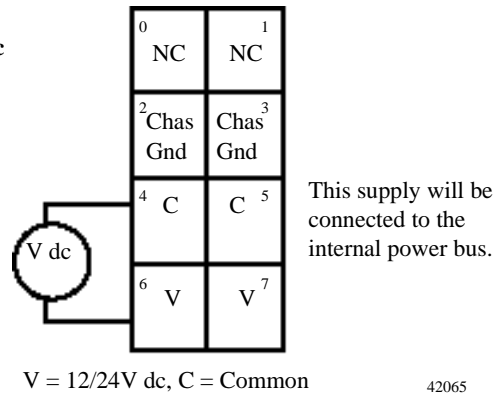 c
0 1
NC NC
2 3
Chas Chas
Gnd Gnd
4 C C 5
This supply will be
connected to the
internal power bus.
V dc
6 7
V V
V = 12/24V dc, C = Common
42065